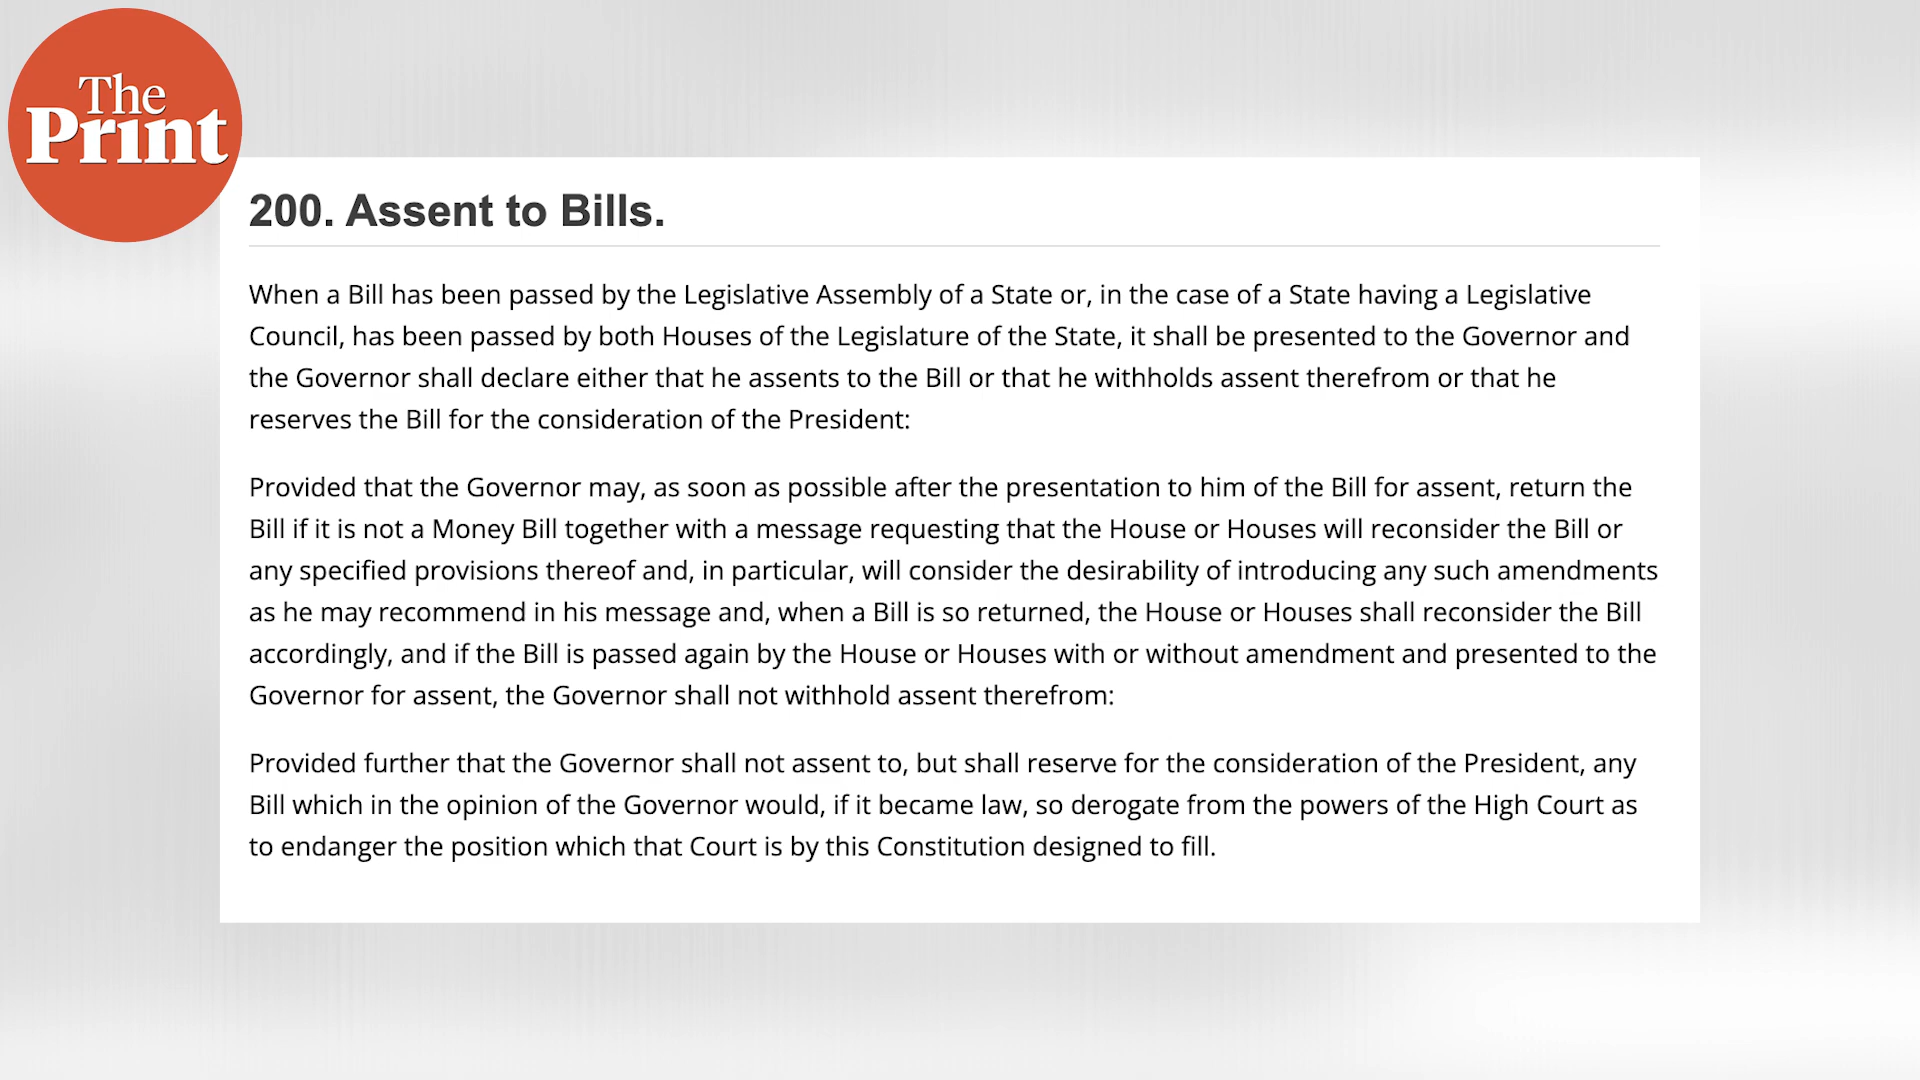 The
Print
200. Assent to Bills.
When a Bill has been passed by the Legislative Assembly of a State or, in the case of a State having a Legislative
Council, has been passed by both Houses of the Legislature of the State, it shall be presented to the Governor and
the Governor shall declare either that he assents to the Bill or that he withholds assent therefrom or that he
reserves the Bill for the consideration of the President:
Provided that the Governor may, as soon as possible after the presentation to him of the Bill for assent, return the
Bill if it is not a Money Bill together with a message requesting that the House or Houses will reconsider the Bill or
any specified provisions thereof and, in particular, will consider the desirability of introducing any such amendments
as he may recommend in his message and, when a Bill is so returned, the House or Houses shall reconsider the Bill
accordingly, and if the Bill is passed again by the House or Houses with or without amendment and presented to the
Governor for assent, the Governor shall not withhold assent therefrom:
Provided further that the Governor shall not assent to, but shall reserve for the consideration of the President, any
Bill which in the opinion of the Governor would, if it became law, so derogate from the powers of the High Court as
to endanger the position which that Court is by this Constitution designed to fill.